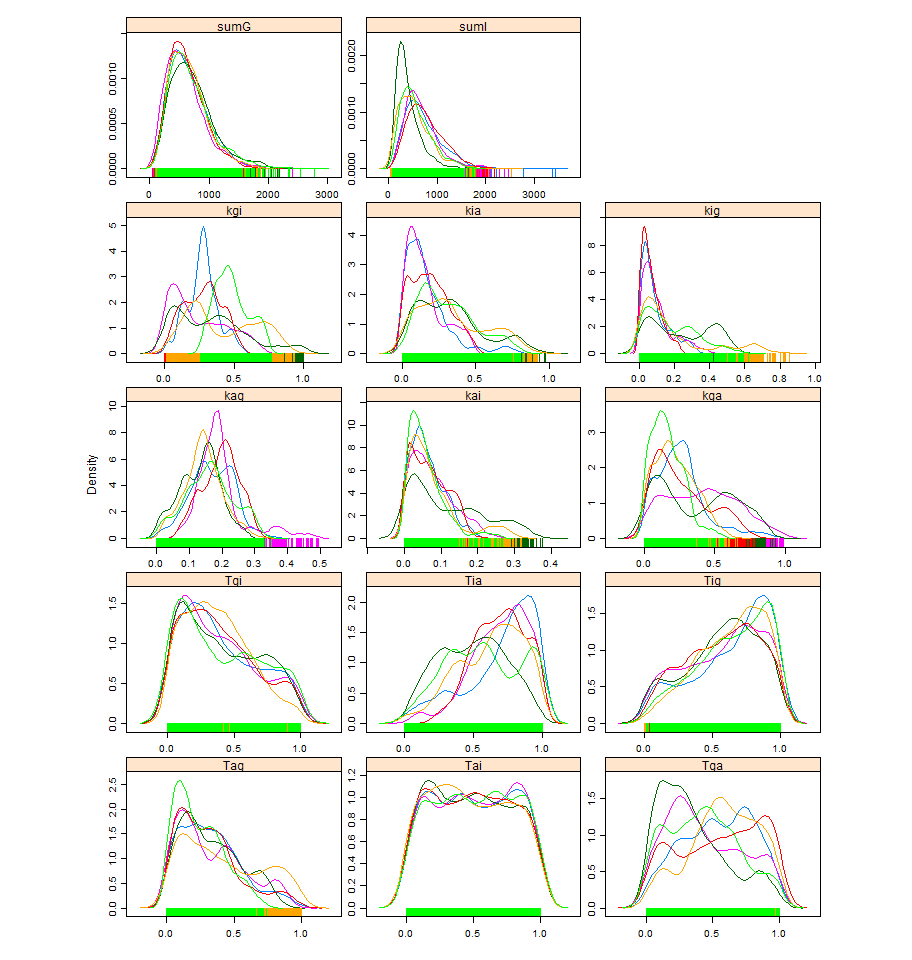 sumG sumI
0.0000 0.0005 0.0010
0 1000 2000 3000
0.0000 0.0010 0.0020
0 1000 3000
kgi kia kig
0 1 2 3 4 5
0.0 0.5 1.0
0 1 2 3 4
0.0 0.5 1.0
0 2 4 6 8
0.0 0.2 0.4 0.6 0.8 1.0
kag kai kga
0 2 4 6 8 10
0.0 0.1 0.2 0.3 0.4 0.5
0 2 4 6 8 10
0.0 0.1 0.2 0.3 0.4
0 1 2 3
0.0 0.5 1.0
Density
Tgi Tia Tig
0.0 0.5 1.0 1.5
0.0 0.5 1.0
0.0 0.5 1.0 1.5 2.0
0.0 0.5 1.0
0.0 0.5 1.0 1.5
0.0 0.5 1.0
Tag Tai Tga
0.0 0.5 1.0 1.5 2.0 2.5
0.0 0.5 1.0
0.0 0.2 0.4 0.6 0.8 1.0 1.2
0.0 0.5 1.0
0.0 0.5 1.0 1.5
0.0 0.5 1.0